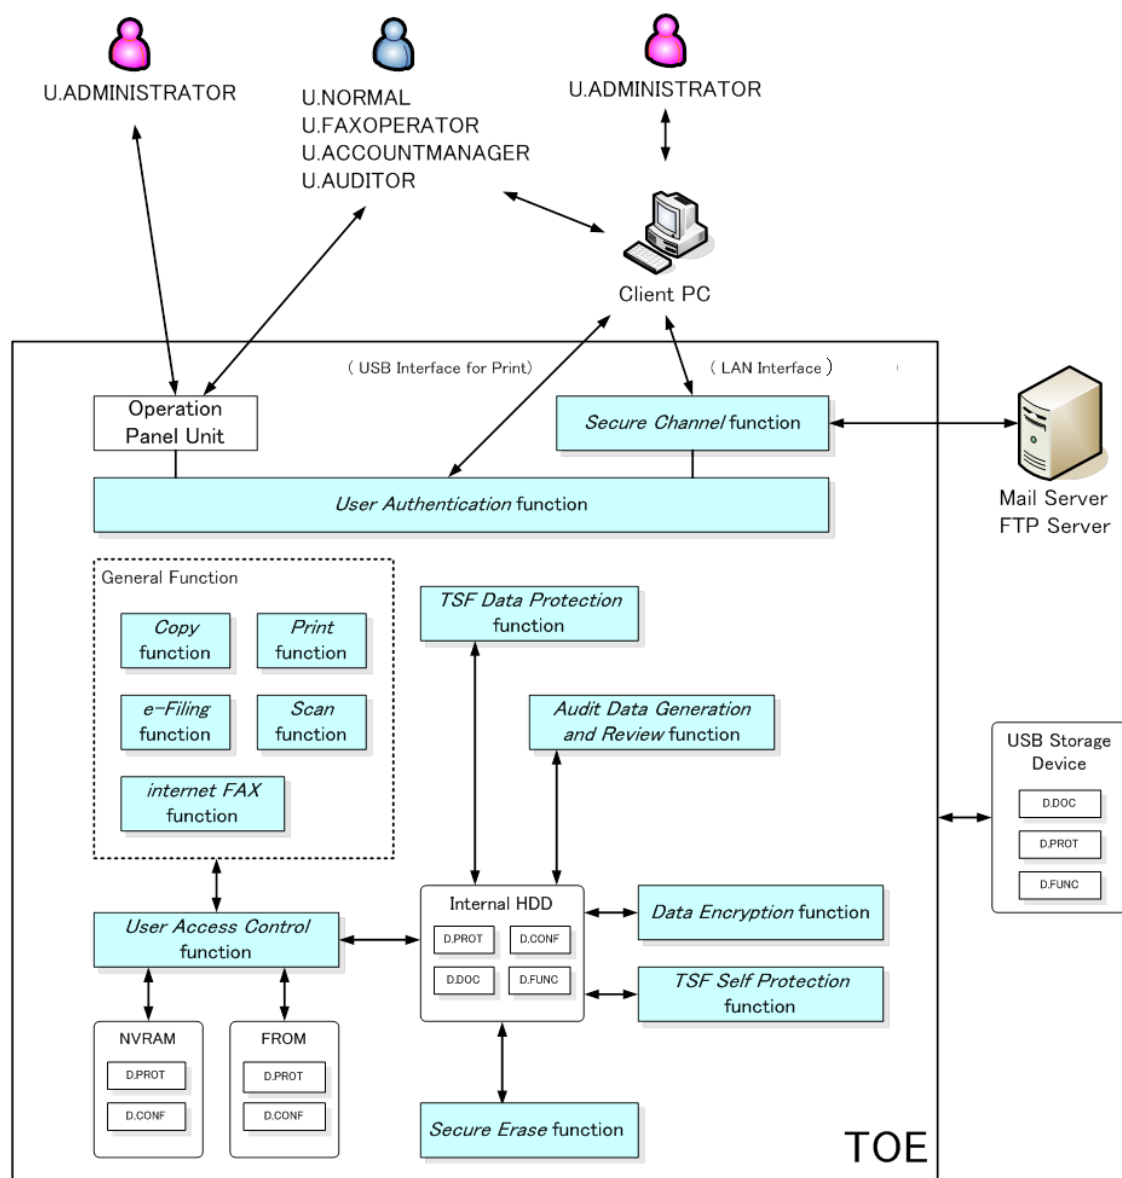 U.ADMINISTRATOR
U.NORMAL
U.FAXOPERATOR
U.ACCOUNTMANAGER
U.AUDITOR
U.ADMINISTRATOR
Client PC
( USB Interface for Print)
( LAN Interface )
Operation
Panel Unit
Secure Channel function
User Authentication function
Mail Server
FTP Server
General Function
Copy
function
Print
function
e-Filing
function
Scan
function
internet FAX
function
TSF Data Protection
function
Audit Data Generation
and Review function
USB Storage
Device
D.DOC
D.PROT
D.FUNC
User Access Control
function
Internal HDD
D.PROT
D.CONF
D.DOC
D.FUNC
Data Encryption function
TSF Self Protection
function
NVRAM
D.PROT
D.CONF
FROM
D.PROT
D.CONF
Secure Erase function
TOE